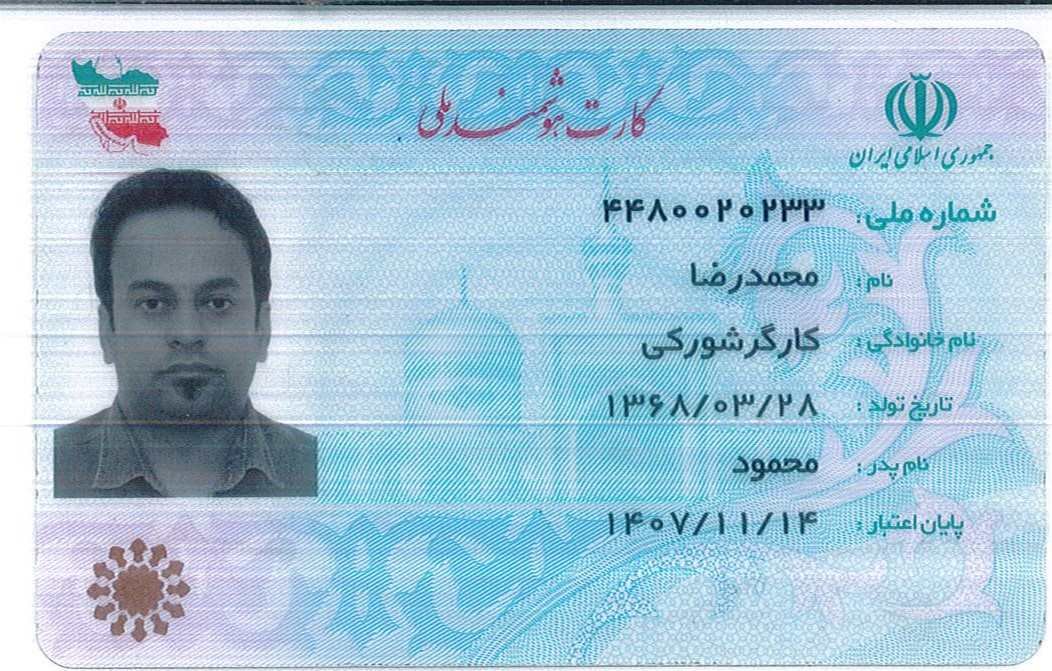 کارت هوشمند ملی
جمهوری اسلامی ایران
شماره ملی: ۴۴۸۰۰۲۰۲۳۳
نام: محمدرضا
نام خانوادگی: کارگرشورکی
تاریخ تولد: ۱۳۶۸/۰۳/۲۸
نام پدر: محمود
پایان اعتبار: ۱۴۰۷/۱۱/۱۴